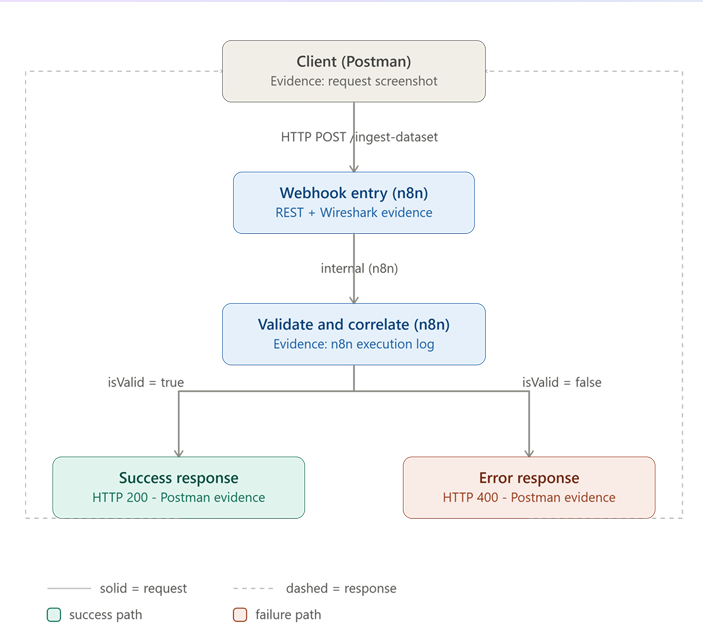 Client (Postman)
Evidence: request screenshot
HTTP POST /ingest-dataset
Webhook entry (n8n)
REST + Wireshark evidence
internal (n8n)
Validate and correlate (n8n)
Evidence: n8n execution log
isValid = true
isValid = false
Success response
HTTP 200 - Postman evidence
Error response
HTTP 400 - Postman evidence
solid = request
dashed = response
success path
failure path